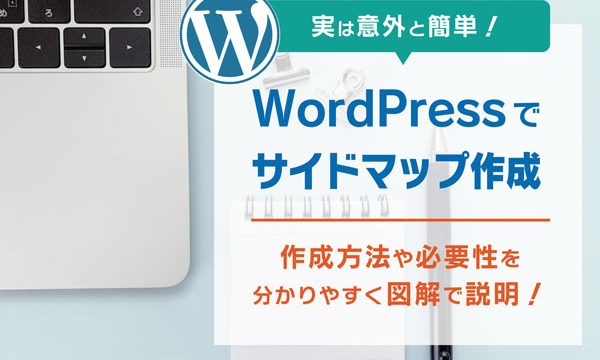 実は意外と簡単！
WordPressで
サイドマップ作成
作成方法や必要性を
分かりやすく図解で説明！